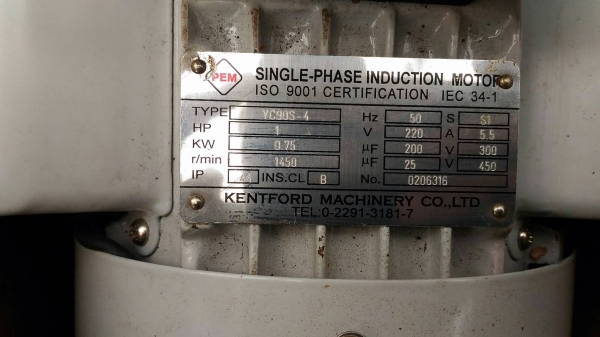 PEM
SINGLE-PHASE INDUCTION MOTOR
ISO 9001 CERTIFICATION IEC 34-1
TYPE YC90S-4 Hz 50 S S1
HP 1 V 220 A 5.5
KW 0.75 µF 200 V 300
r/min 1450 µF 25 V 450
IP 44 INS.CL B No. 0206316
KENTFORD MACHINERY CO.,LTD
TEL:0-2291-3181-7